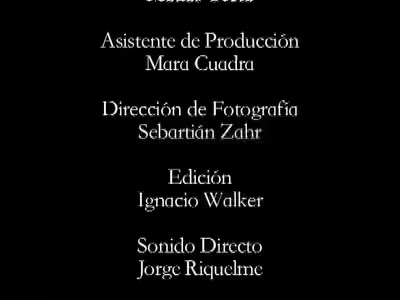 Asistente de Producción
Mara Cuadra
Dirección de Fotografía
Sebartián Zahr
Edición
Ignacio Walker
Sonido Directo
Jorge Riquelme